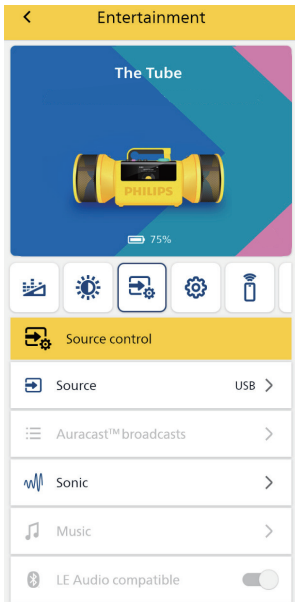 Entertainment
The Tube
PHILIPS
75%
Source control
Source USB
Auracast™ broadcasts
Sonic
Music
LE Audio compatible